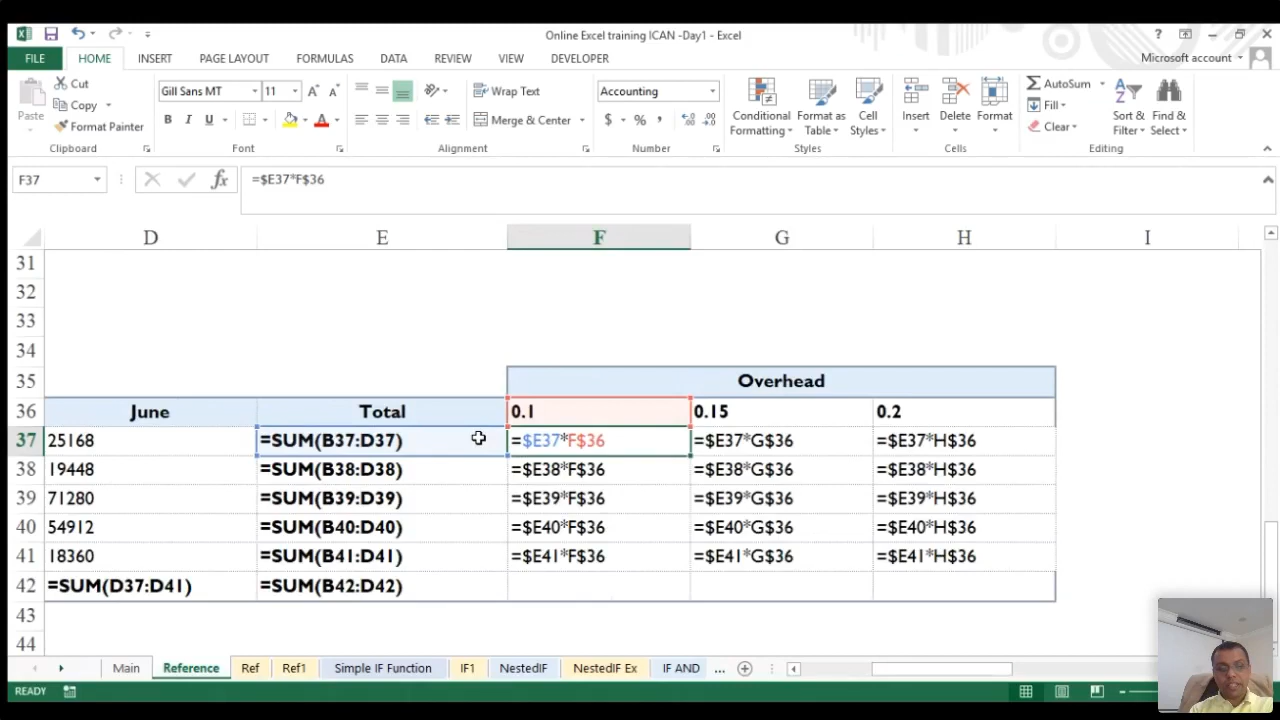 Online Excel training ICAN -Day1 - Excel
?
FILE HOME INSERT PAGE LAYOUT FORMULAS DATA REVIEW VIEW DEVELOPER Microsoft account
Paste
Cut
Copy
Format Painter
Clipboard
Gill Sans MT 11 A A
B I U A
Font
Wrap Text
Merge & Center
Alignment
Accounting
$ % ,
Number
Conditional Formatting
Format as Table
Cell Styles
Styles
Insert Delete Format
Cells
AutoSum
Fill
Clear
Sort & Filter
Find & Select
Editing
F37 fx =$E37*F$36
D E F G H I
31
32
33
34
35 Overhead
36 June Total 0.1 0.15 0.2
37 25168 =SUM(B37:D37) =$E37*F$36 =$E37*G$36 =$E37*H$36
38 19448 =SUM(B38:D38) =$E38*F$36 =$E38*G$36 =$E38*H$36
39 71280 =SUM(B39:D39) =$E39*F$36 =$E39*G$36 =$E39*H$36
40 54912 =SUM(B40:D40) =$E40*F$36 =$E40*G$36 =$E40*H$36
41 18360 =SUM(B41:D41) =$E41*F$36 =$E41*G$36 =$E41*H$36
42 =SUM(D37:D41) =SUM(B42:D42)
43
44
Main Reference Ref Ref1 Simple IF Function IF1 NestedIF NestedIF Ex IF AND ...
READY